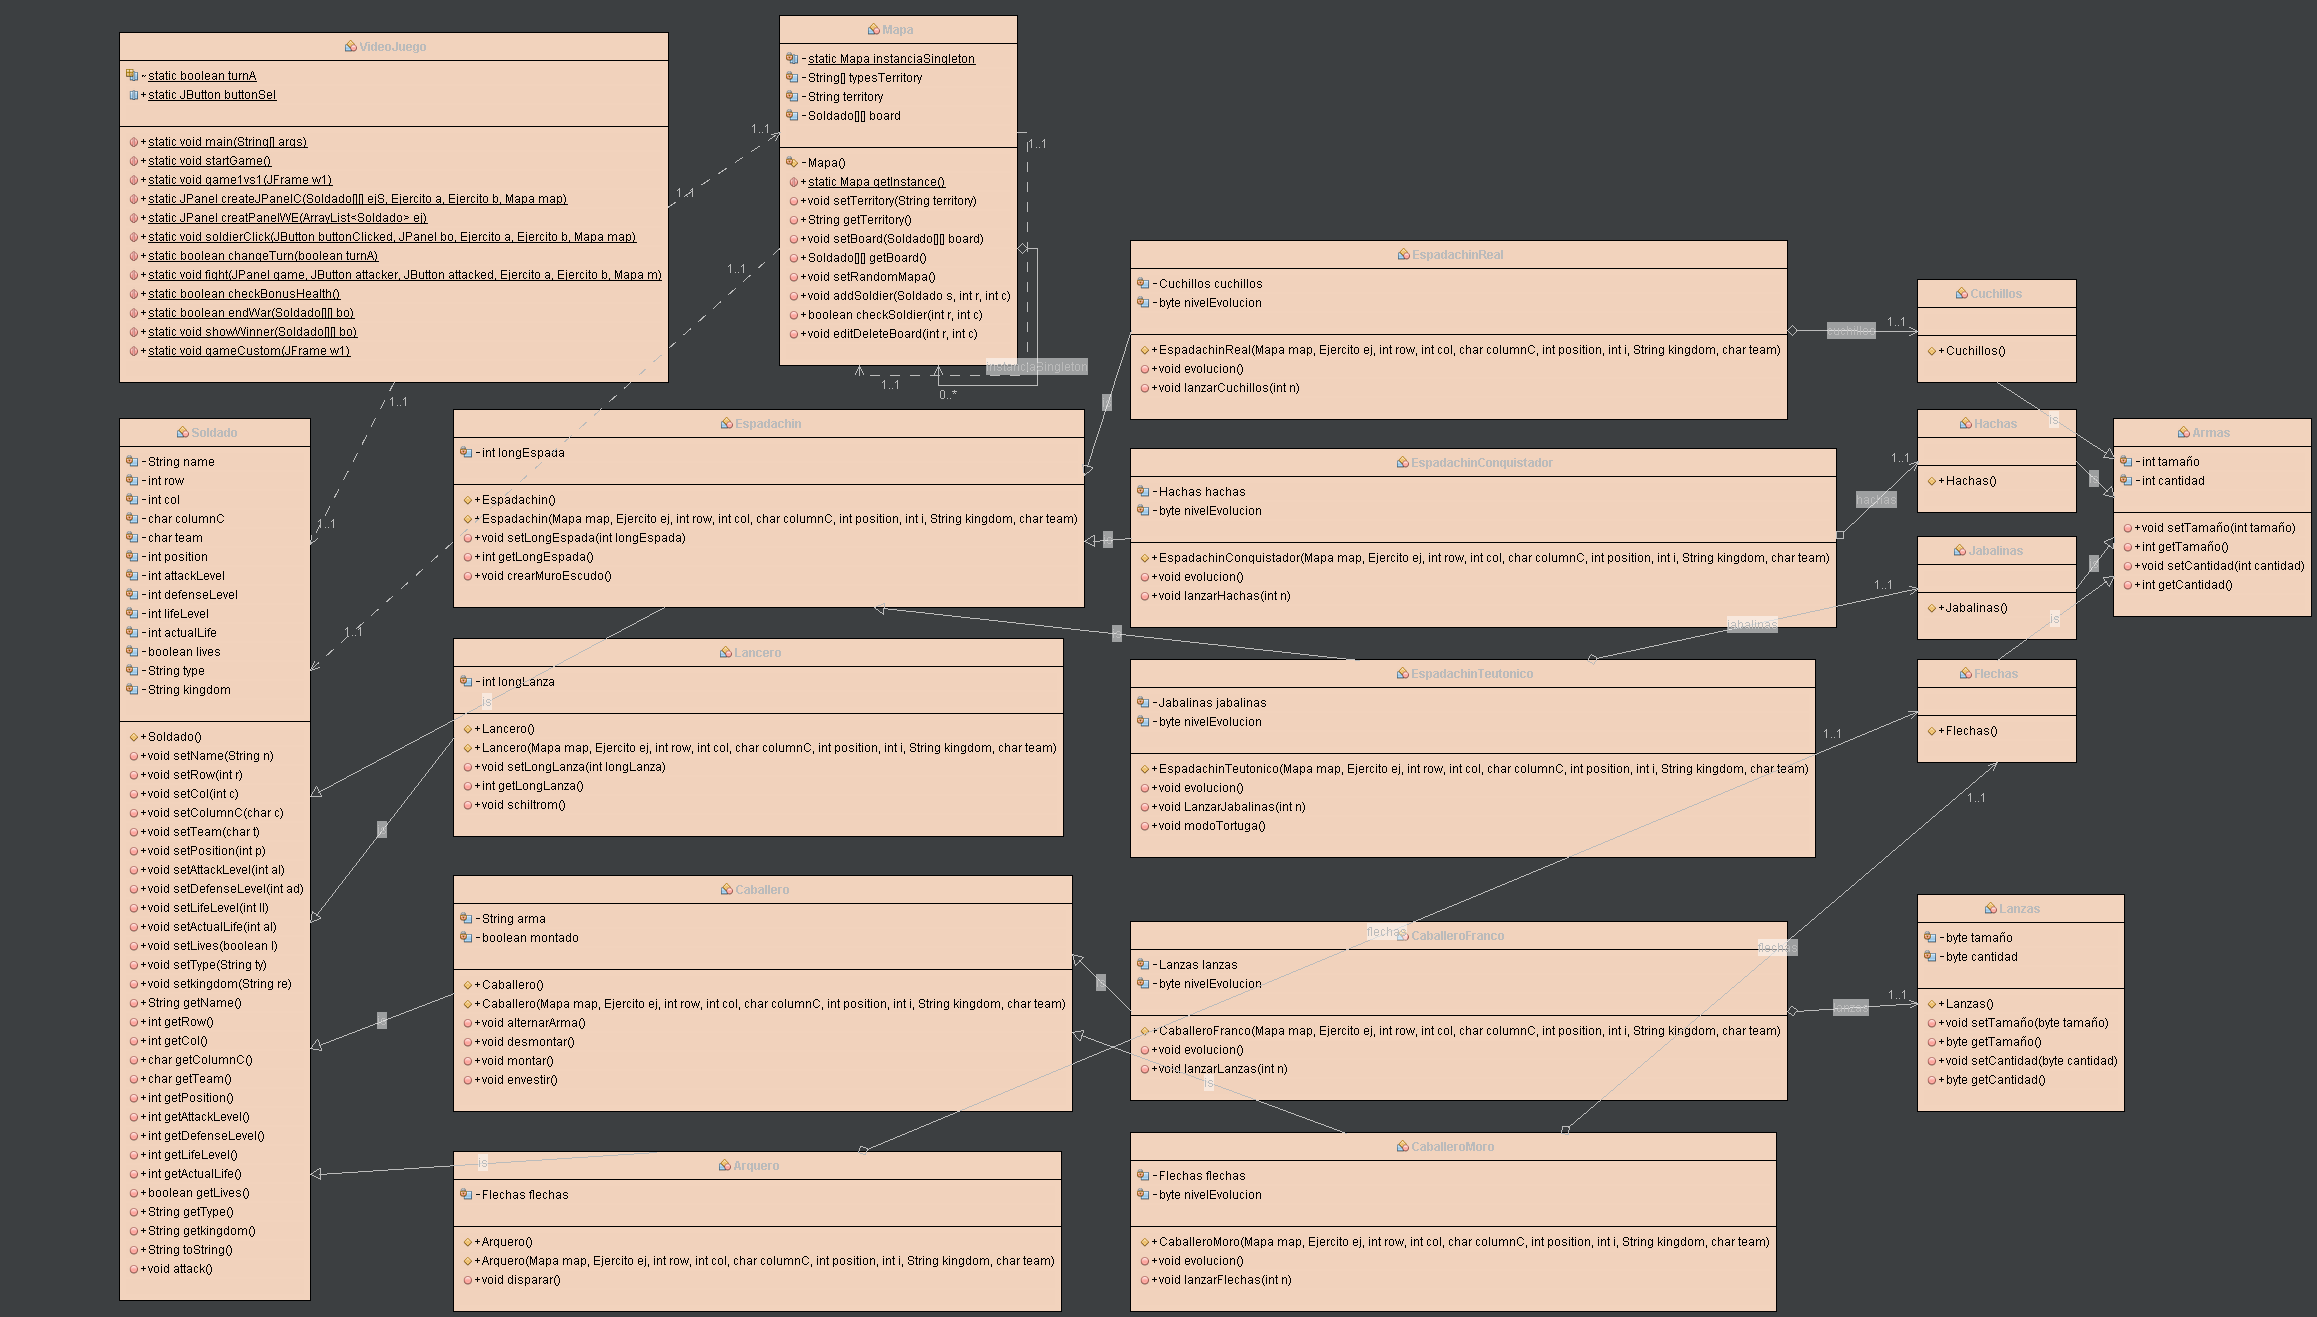 VideoJuego
~static boolean turnA
+static JButton buttonSel
+static void main(String[] args)
+static void startGame()
+static void game1vs1(JFrame w1)
+static JPanel createJPanelC(Soldado[][] ejS, Ejercito a, Ejercito b, Mapa map)
+static JPanel creatPanelWE(ArrayList<Soldado> ej)
+static void soldierClick(JButton buttonClicked, JPanel bo, Ejercito a, Ejercito b, Mapa map)
+static boolean changeTurn(boolean turnA)
+static void fight(JPanel game, JButton attacker, JButton attacked, Ejercito a, Ejercito b, Mapa m)
+static boolean checkBonusHealth()
+static boolean endWar(Soldado[][] bo)
+static void showWinner(Soldado[][] bo)
+static void gameCustom(JFrame w1)
Mapa
-static Mapa instanciaSingleton
-String[] typesTerritory
-String territory
-Soldado[][] board
-Mapa()
+static Mapa getInstance()
+void setTerritory(String territory)
+String getTerritory()
+void setBoard(Soldado[][] board)
+Soldado[][] getBoard()
+void setRandomMapa()
+void addSoldier(Soldado s, int r, int c)
+boolean checkSoldier(int r, int c)
+void editDeleteBoard(int r, int c)
1..1
1..1
1..1
1..1
instanciaSingleton
1..1
0..*
1..1
1..1
1..1
Soldado
-String name
-int row
-int col
-char columnC
-char team
-int position
-int attackLevel
-int defenseLevel
-int lifeLevel
-int actualLife
-boolean lives
-String type
-String kingdom
+Soldado()
+void setName(String n)
+void setRow(int r)
+void setCol(int c)
+void setColumnC(char c)
+void setTeam(char t)
+void setPosition(int p)
+void setAttackLevel(int al)
+void setDefenseLevel(int ad)
+void setLifeLevel(int ll)
+void setActualLife(int al)
+void setLives(boolean l)
+void setType(String ty)
+void setkingdom(String re)
+String getName()
+int getRow()
+int getCol()
+char getColumnC()
+char getTeam()
+int getPosition()
+int getAttackLevel()
+int getDefenseLevel()
+int getLifeLevel()
+int getActualLife()
+boolean getLives()
+String getType()
+String getkingdom()
+String toString()
+void attack()
Espadachin
-int longEspada
+Espadachin()
+Espadachin(Mapa map, Ejercito ej, int row, int col, char columnC, int position, int i, String kingdom, char team)
+void setLongEspada(int longEspada)
+int getLongEspada()
+void crearMuroEscudo()
Lancero
-int longLanza
is
+Lancero()
+Lancero(Mapa map, Ejercito ej, int row, int col, char columnC, int position, int i, String kingdom, char team)
+void setLongLanza(int longLanza)
+int getLongLanza()
+void schiltrom()
Caballero
-String arma
-boolean montado
+Caballero()
+Caballero(Mapa map, Ejercito ej, int row, int col, char columnC, int position, int i, String kingdom, char team)
+void alternarArma()
+void desmontar()
+void montar()
+void envestir()
is
Arquero
-Flechas flechas
+Arquero()
+Arquero(Mapa map, Ejercito ej, int row, int col, char columnC, int position, int i, String kingdom, char team)
+void disparar()
EspadachinReal
-Cuchillos cuchillos
-byte nivelEvolucion
+EspadachinReal(Mapa map, Ejercito ej, int row, int col, char columnC, int position, int i, String kingdom, char team)
+void evolucion()
+void lanzarCuchillos(int n)
cuchillos
1..1
EspadachinConquistador
-Hachas hachas
-byte nivelEvolucion
+EspadachinConquistador(Mapa map, Ejercito ej, int row, int col, char columnC, int position, int i, String kingdom, char team)
+void evolucion()
+void lanzarHachas(int n)
hachas
1..1
jabalinas
1..1
EspadachinTeutonico
-Jabalinas jabalinas
-byte nivelEvolucion
+EspadachinTeutonico(Mapa map, Ejercito ej, int row, int col, char columnC, int position, int i, String kingdom, char team)
+void evolucion()
+void LanzarJabalinas(int n)
+void modoTortuga()
1..1
flechas
CaballeroFranco
-Lanzas lanzas
-byte nivelEvolucion
+CaballeroFranco(Mapa map, Ejercito ej, int row, int col, char columnC, int position, int i, String kingdom, char team)
+void evolucion()
+void lanzarLanzas(int n)
is
is
flechas
1..1
lanzas
1..1
CaballeroMoro
-Flechas flechas
-byte nivelEvolucion
+CaballeroMoro(Mapa map, Ejercito ej, int row, int col, char columnC, int position, int i, String kingdom, char team)
+void evolucion()
+void lanzarFlechas(int n)
Cuchillos
+Cuchillos()
is
Hachas
+Hachas()
Jabalinas
+Jabalinas()
is
Flechas
+Flechas()
Armas
-int tamaño
-int cantidad
+void setTamaño(int tamaño)
+int getTamaño()
+void setCantidad(int cantidad)
+int getCantidad()
Lanzas
-byte tamaño
-byte cantidad
+Lanzas()
+void setTamaño(byte tamaño)
+byte getTamaño()
+void setCantidad(byte cantidad)
+byte getCantidad()